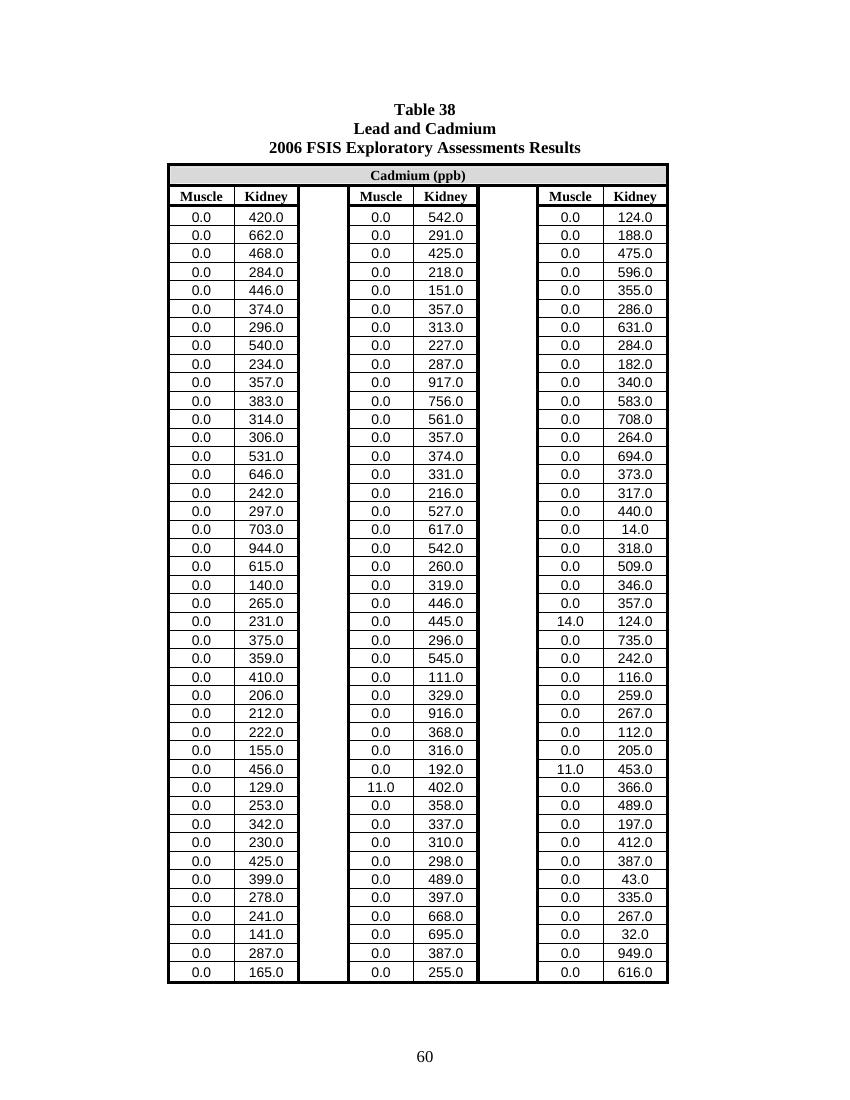 Table 38
Lead and Cadmium
2006 FSIS Exploratory Assessments Results
Cadmium (ppb)
Muscle Kidney Muscle Kidney Muscle Kidney
0.0 420.0 0.0 542.0 0.0 124.0
0.0 662.0 0.0 291.0 0.0 188.0
0.0 468.0 0.0 425.0 0.0 475.0
0.0 284.0 0.0 218.0 0.0 596.0
0.0 446.0 0.0 151.0 0.0 355.0
0.0 374.0 0.0 357.0 0.0 286.0
0.0 296.0 0.0 313.0 0.0 631.0
0.0 540.0 0.0 227.0 0.0 284.0
0.0 234.0 0.0 287.0 0.0 182.0
0.0 357.0 0.0 917.0 0.0 340.0
0.0 383.0 0.0 756.0 0.0 583.0
0.0 314.0 0.0 561.0 0.0 708.0
0.0 306.0 0.0 357.0 0.0 264.0
0.0 531.0 0.0 374.0 0.0 694.0
0.0 646.0 0.0 331.0 0.0 373.0
0.0 242.0 0.0 216.0 0.0 317.0
0.0 297.0 0.0 527.0 0.0 440.0
0.0 703.0 0.0 617.0 0.0 14.0
0.0 944.0 0.0 542.0 0.0 318.0
0.0 615.0 0.0 260.0 0.0 509.0
0.0 140.0 0.0 319.0 0.0 346.0
0.0 265.0 0.0 446.0 0.0 357.0
0.0 231.0 0.0 445.0 14.0 124.0
0.0 375.0 0.0 296.0 0.0 735.0
0.0 359.0 0.0 545.0 0.0 242.0
0.0 410.0 0.0 111.0 0.0 116.0
0.0 206.0 0.0 329.0 0.0 259.0
0.0 212.0 0.0 916.0 0.0 267.0
0.0 222.0 0.0 368.0 0.0 112.0
0.0 155.0 0.0 316.0 0.0 205.0
0.0 456.0 0.0 192.0 11.0 453.0
0.0 129.0 11.0 402.0 0.0 366.0
0.0 253.0 0.0 358.0 0.0 489.0
0.0 342.0 0.0 337.0 0.0 197.0
0.0 230.0 0.0 310.0 0.0 412.0
0.0 425.0 0.0 298.0 0.0 387.0
0.0 399.0 0.0 489.0 0.0 43.0
0.0 278.0 0.0 397.0 0.0 335.0
0.0 241.0 0.0 668.0 0.0 267.0
0.0 141.0 0.0 695.0 0.0 32.0
0.0 287.0 0.0 387.0 0.0 949.0
0.0 165.0 0.0 255.0 0.0 616.0
60